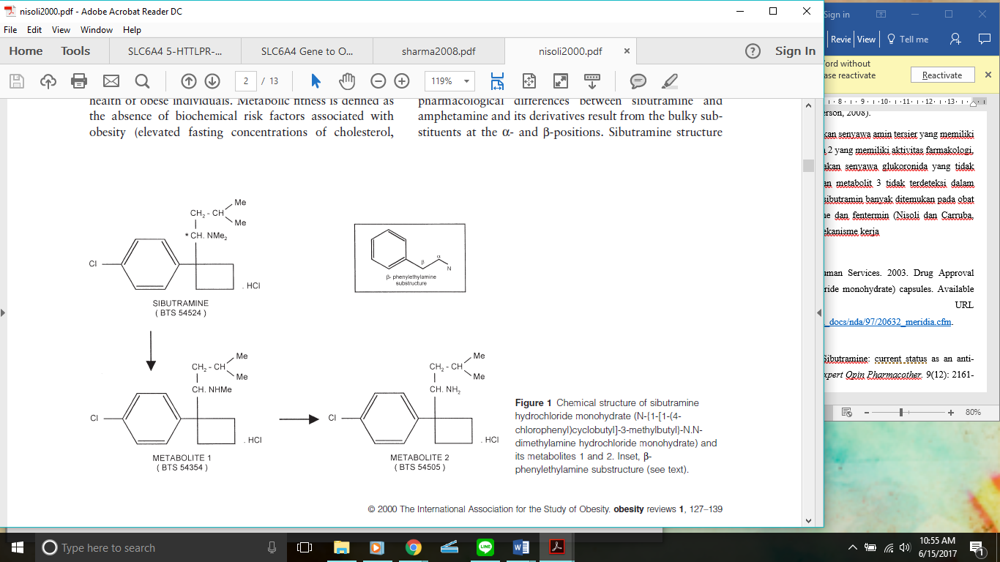 nisoli2000.pdf - Adobe Acrobat Reader DC
File Edit View Window Help
Home Tools SLC6A4 5-HTTLPR-... SLC6A4 Gene to O... sharma2008.pdf nisoli2000.pdf × ? Sign In
2 / 13 119%
health of obese individuals. Metabolic fitness is defined as
the absence of biochemical risk factors associated with
obesity (elevated fasting concentrations of cholesterol,
pharmacological differences between sibutramine and
amphetamine and its derivatives result from the bulky sub-
stituents at the α- and β-positions. Sibutramine structure
Me
CH2 - CH
Me
* CH. NMe2
Cl
. HCl
SIBUTRAMINE
( BTS 54524 )
α
β
N
β- phenylethylamine
substructure
Me
CH2 - CH
Me
CH. NHMe
Cl
. HCl
METABOLITE 1
( BTS 54354 )
Me
CH2 - CH
Me
CH. NH2
Cl
. HCl
METABOLITE 2
( BTS 54505 )
Figure 1 Chemical structure of sibutramine
hydrochloride monohydrate (N-{1-[1-(4-
chlorophenyl)cyclobutyl]-3-methylbutyl}-N.N-
dimethylamine hydrochloride monohydrate) and
its metabolites 1 and 2. Inset, β-
phenylethylamine substructure (see text).
© 2000 The International Association for the Study of Obesity. obesity reviews 1, 127–139
Sign in
Revie View Tell me
ord without
ase reactivate
Reactivate
8 9 10 11 12 13
erson, 2008).
kan senyawa amin tersier yang memiliki
2 yang memiliki aktivitas farmakologi,
akan senyawa glukoronida yang tidak
an metabolit 3 tidak terdeteksi dalam
sibutramin banyak ditemukan pada obat
ne dan fentermin (Nisoli dan Carruba,
ekanisme kerja
uman Services. 2003. Drug Approval
ride monohydrate) capsules. Available
URL
_docs/nda/97/20632_meridia.cfm.
Sibutramine: current status as an anti-
xpert Opin Pharmacother. 9(12): 2161-
80%
Type here to search
10:55 AM
6/15/2017
1